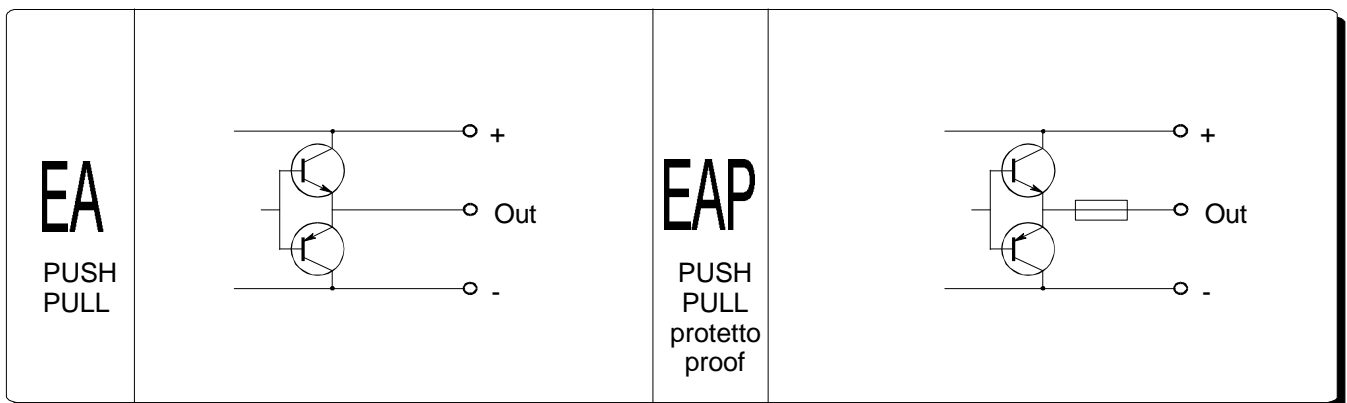 EA
PUSH
PULL
+
Out
-
EAP
PUSH
PULL
protetto
proof
+
Out
-